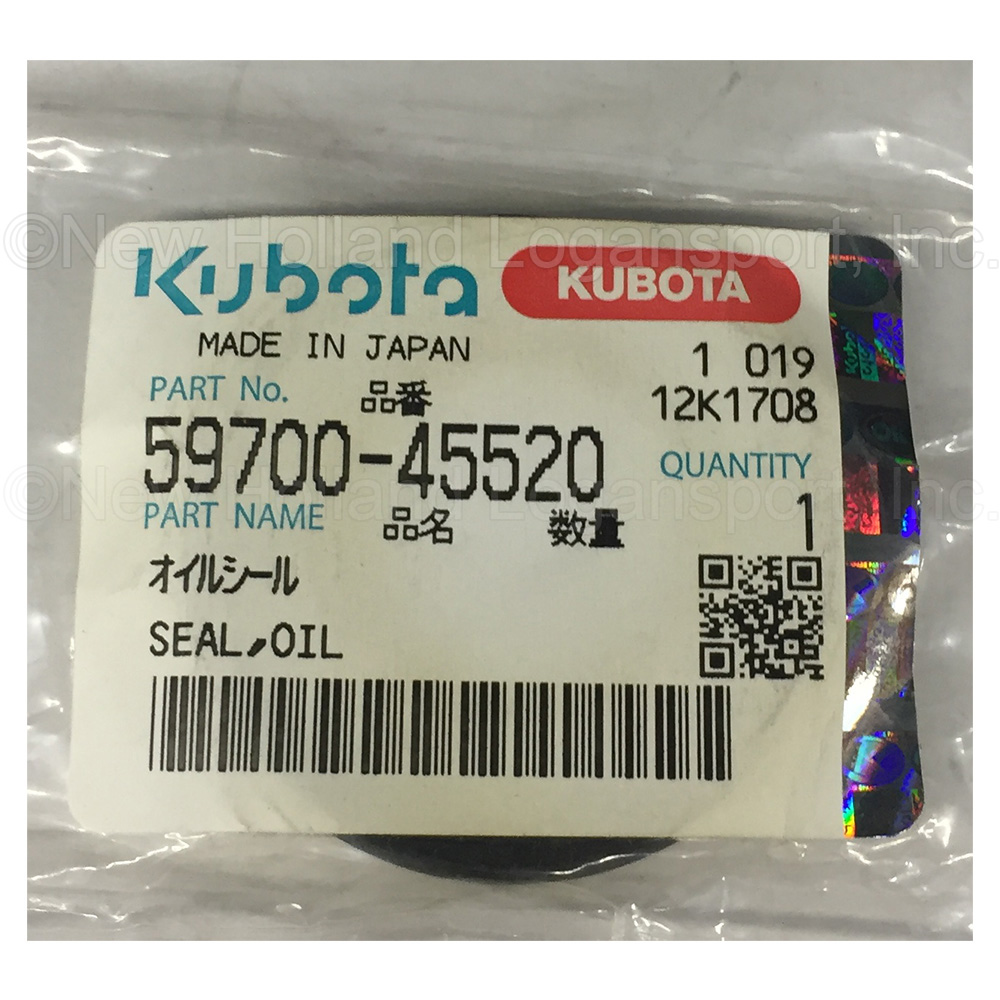 ©New Holland Logansport, Inc.
Kubota KUBOTA
MADE IN JAPAN 1 019
PART No. 品番 12K1708
59700-45520 QUANTITY
©New Holland Logansport, Inc.
PART NAME 品名 数量 1
オイルシール
SEAL,OIL
Kubota